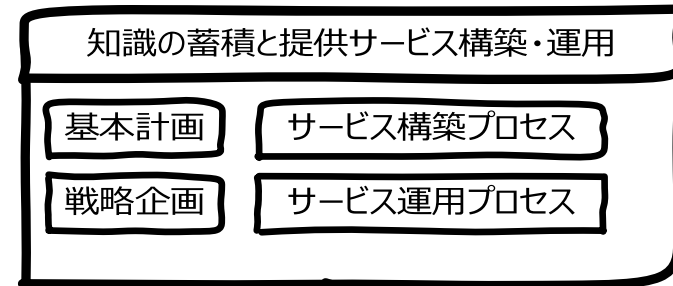 知識の蓄積と提供サービス構築・運用
基本計画 サービス構築プロセス
戦略企画 サービス運用プロセス